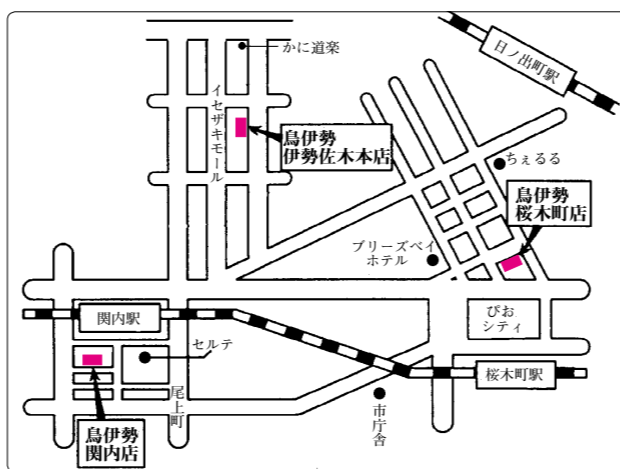 かに道楽
日ノ出町駅
イセザキモール
鳥伊勢
伊勢佐木本店
ちぇるる
鳥伊勢
桜木町店
ブリーズベイ
ホテル
ぴお
シティ
関内駅
セルテ
桜木町駅
尾上町
市庁舎
鳥伊勢
関内店